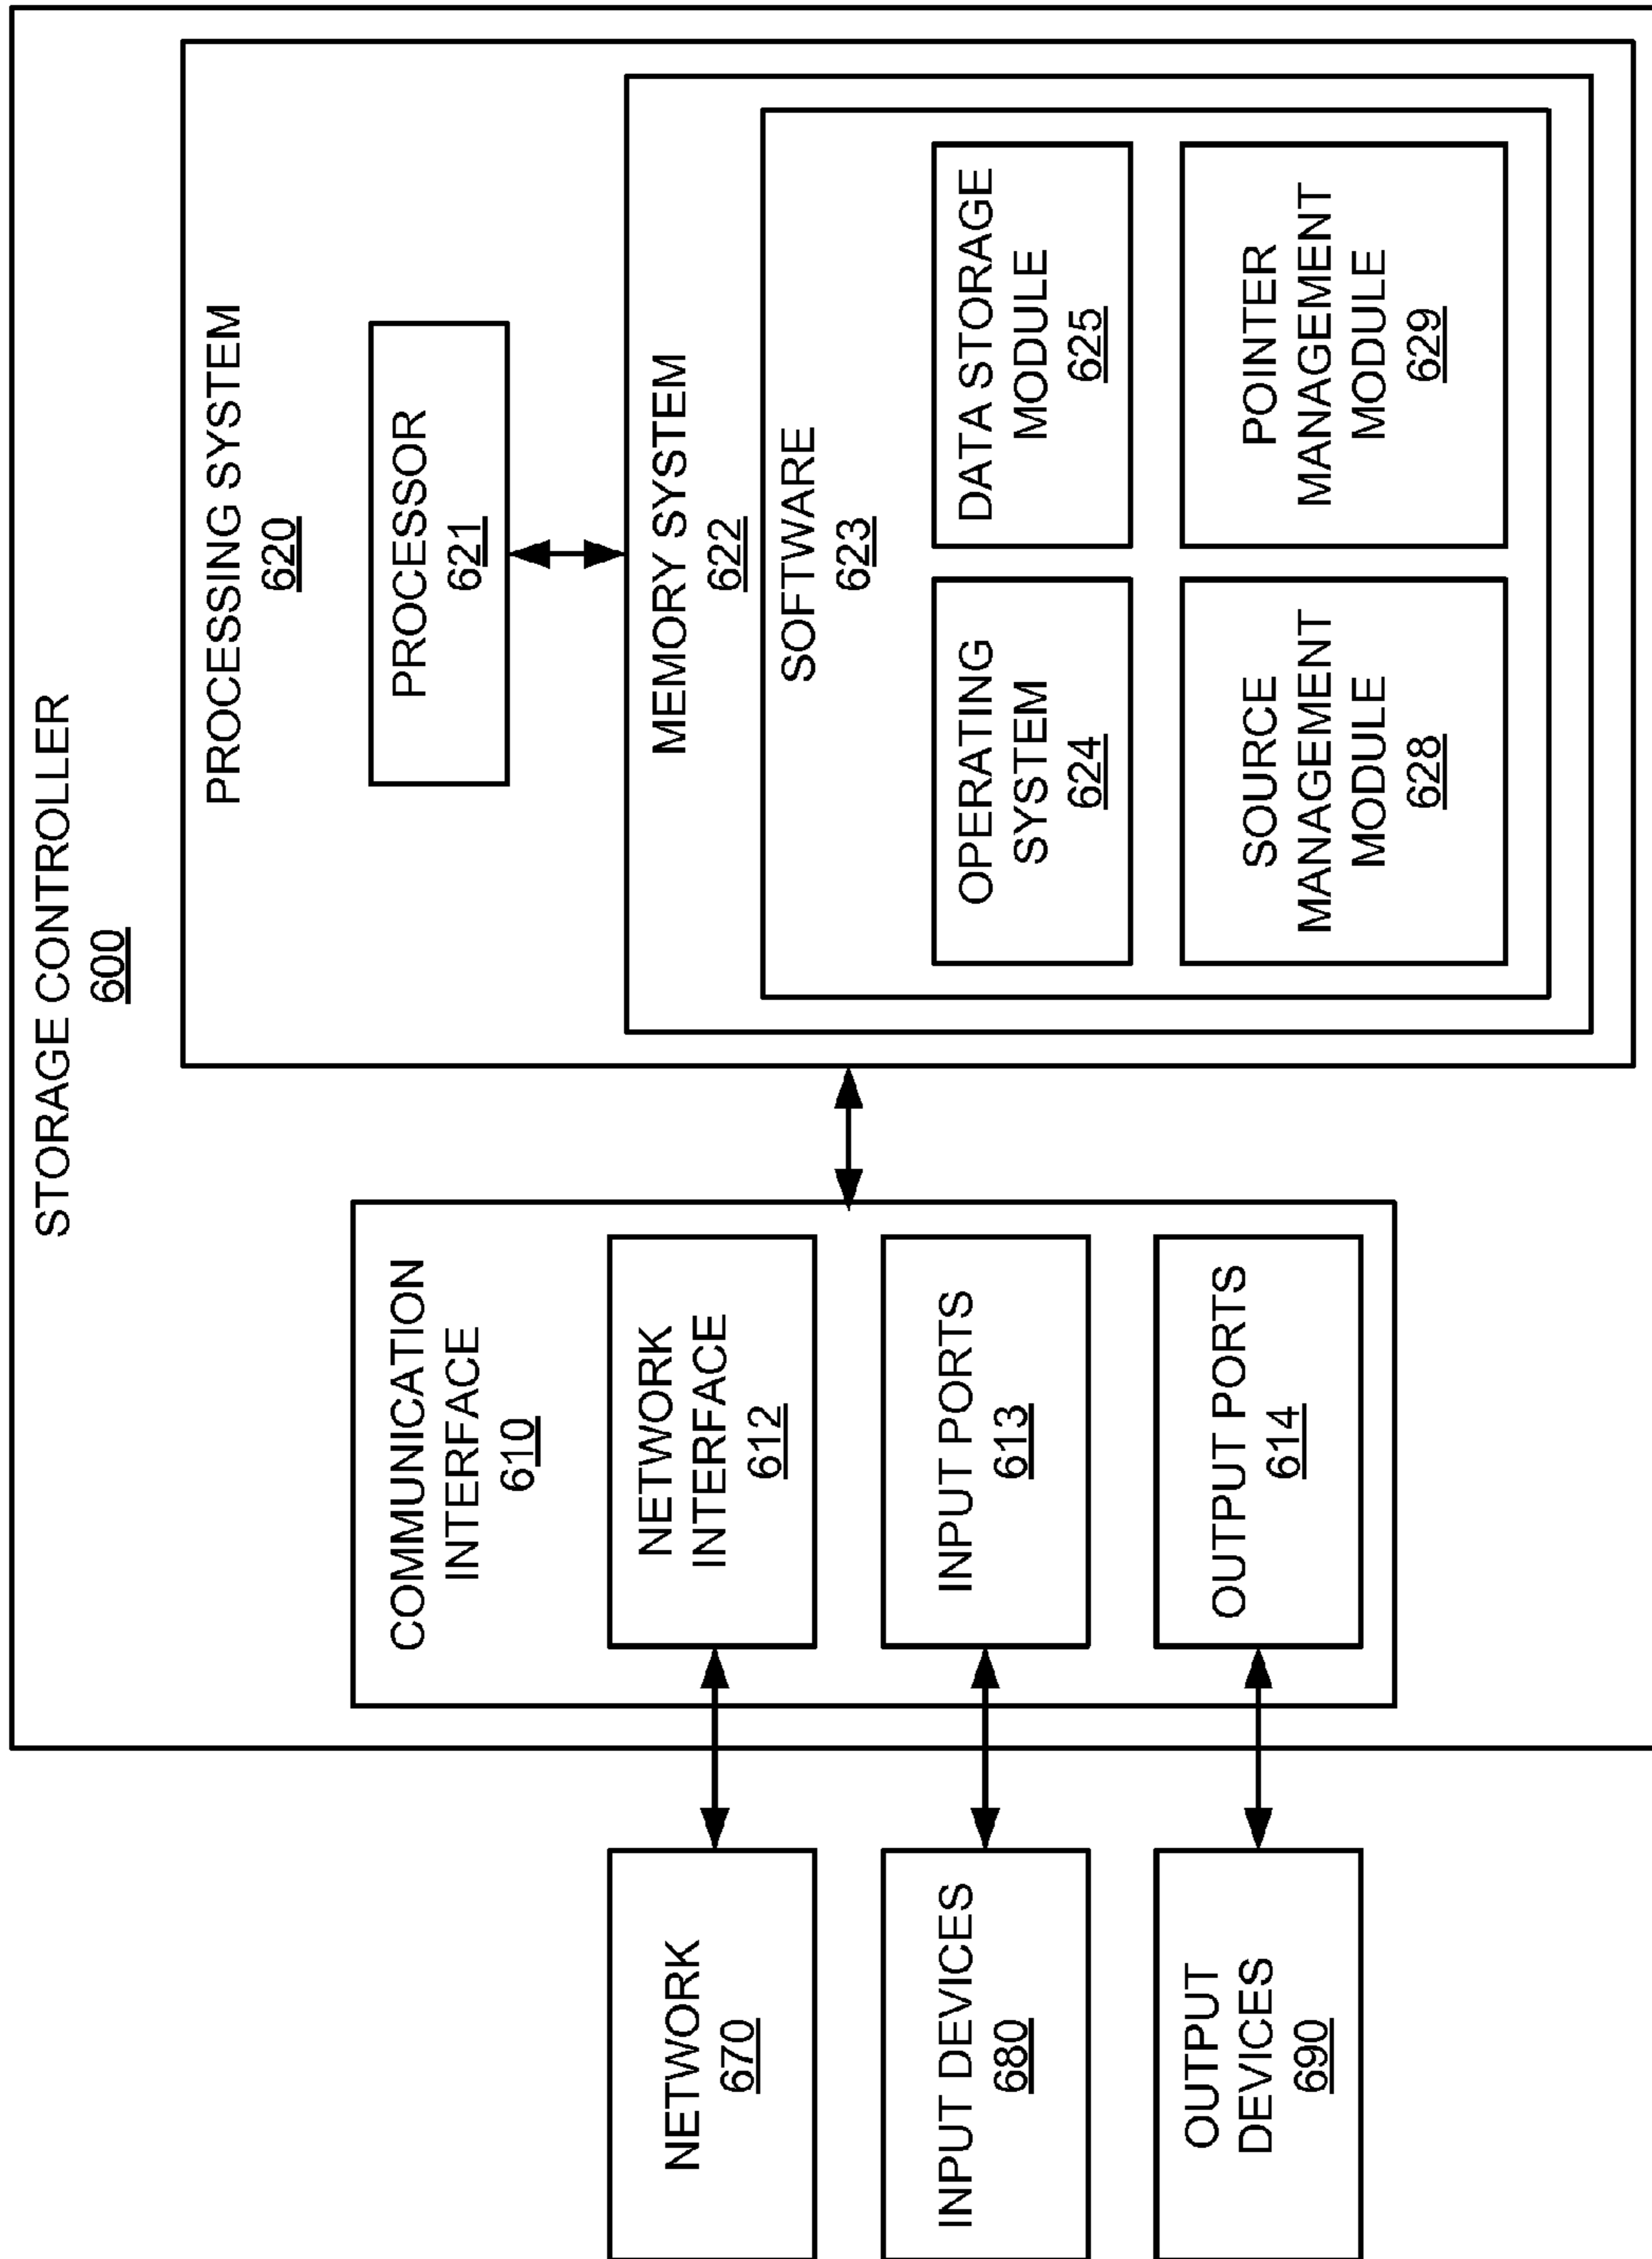 STORAGE CONTROLLER
600
NETWORK
670
INPUT DEVICES
680
OUTPUT
DEVICES
690
COMMUNICATION
INTERFACE
610
NETWORK
INTERFACE
612
INPUT PORTS
613
OUTPUT PORTS
614
PROCESSING SYSTEM
620
PROCESSOR
621
MEMORY SYSTEM
622
SOFTWARE
623
OPERATING
SYSTEM
624
DATA STORAGE
MODULE
625
SOURCE
MANAGEMENT
MODULE
628
POINTER
MANAGEMENT
MODULE
629